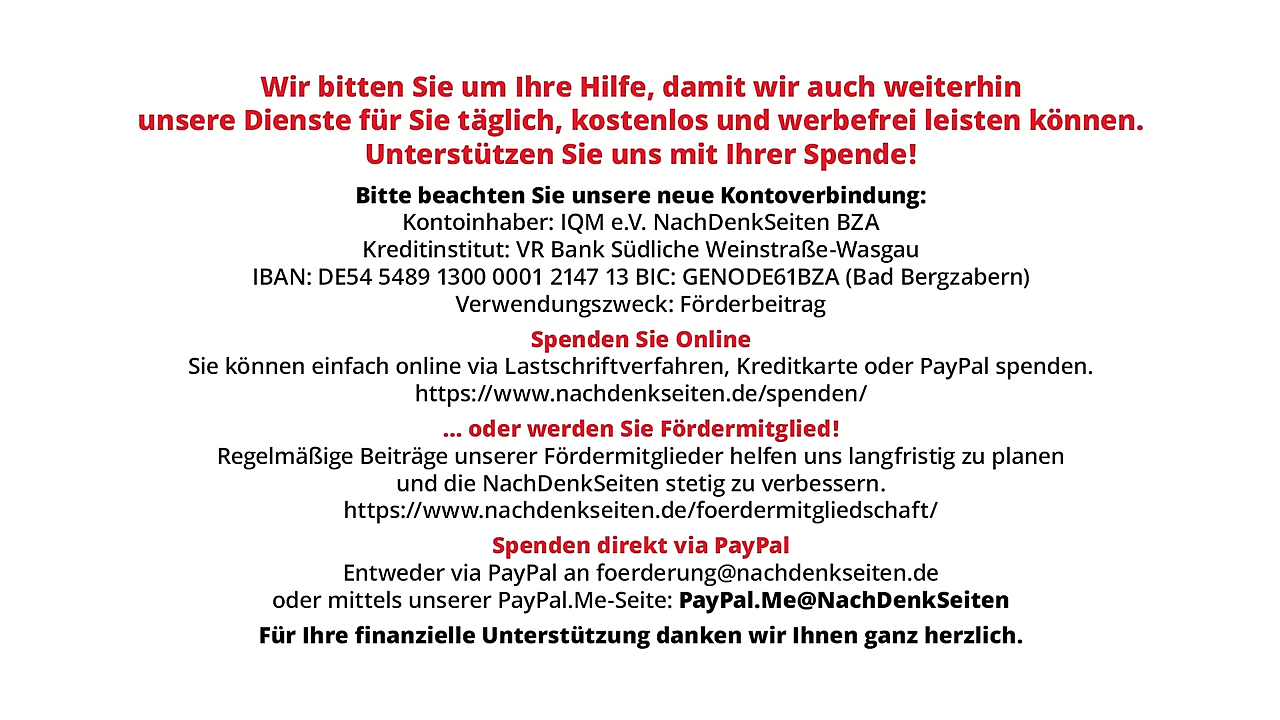 Wir bitten Sie um Ihre Hilfe, damit wir auch weiterhin
unsere Dienste für Sie täglich, kostenlos und werbefrei leisten können.
Unterstützen Sie uns mit Ihrer Spende!
Bitte beachten Sie unsere neue Kontoverbindung:
Kontoinhaber: IQM e.V. NachDenkSeiten BZA
Kreditinstitut: VR Bank Südliche Weinstraße-Wasgau
IBAN: DE54 5489 1300 0001 2147 13 BIC: GENODE61BZA (Bad Bergzabern)
Verwendungszweck: Förderbeitrag
Spenden Sie Online
Sie können einfach online via Lastschriftverfahren, Kreditkarte oder PayPal spenden.
https://www.nachdenkseiten.de/spenden/
... oder werden Sie Fördermitglied!
Regelmäßige Beiträge unserer Fördermitglieder helfen uns langfristig zu planen
und die NachDenkSeiten stetig zu verbessern.
https://www.nachdenkseiten.de/foerdermitgliedschaft/
Spenden direkt via PayPal
Entweder via PayPal an foerderung@nachdenkseiten.de
oder mittels unserer PayPal.Me-Seite: PayPal.Me@NachDenkSeiten
Für Ihre finanzielle Unterstützung danken wir Ihnen ganz herzlich.